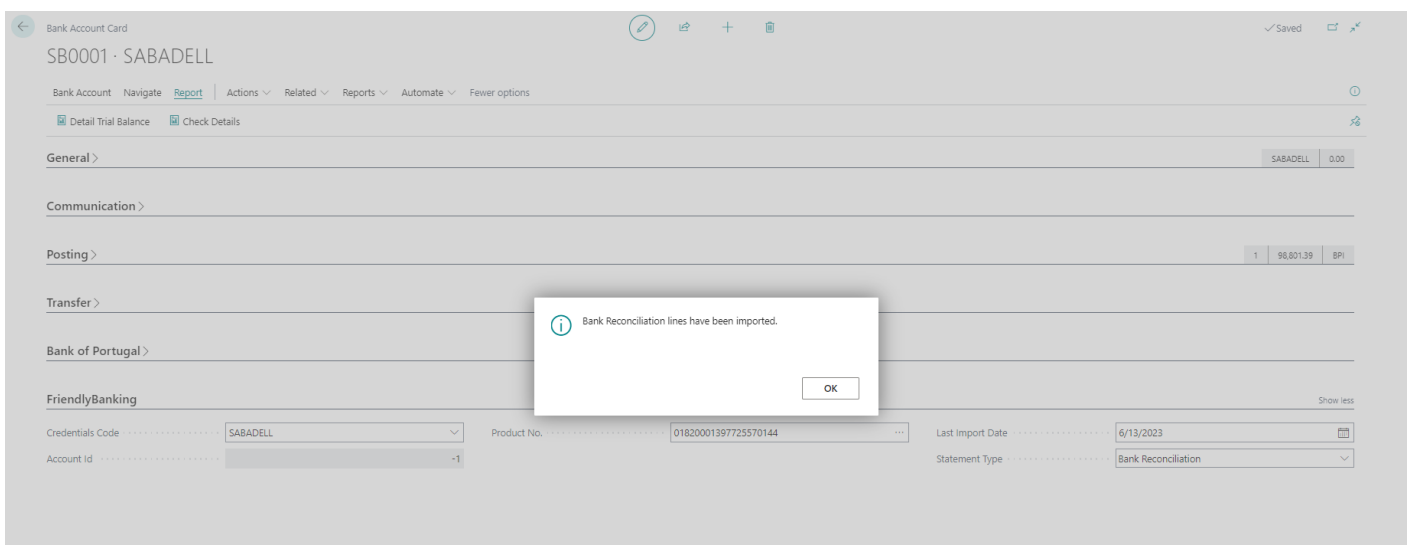 Bank Account Card
Saved
SB0001 · SABADELL
Bank Account Navigate Report Actions Related Reports Automate Fewer options
Detail Trial Balance Check Details
General
SABADELL 0.00
Communication
Posting
1 98,801.39 BPI
Transfer
Bank Reconciliation lines have been imported.
Bank of Portugal
OK
FriendlyBanking
Show less
Credentials Code SABADELL Product No. 01820001397725570144 Last Import Date 6/13/2023
Account Id -1 Statement Type Bank Reconciliation